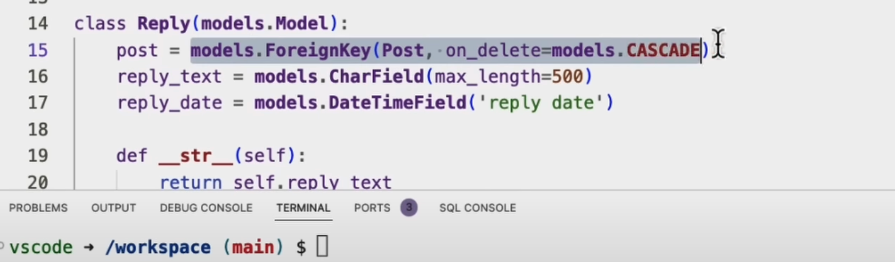 14 class Reply(models.Model):
15 post = models.ForeignKey(Post, on_delete=models.CASCADE)
16 reply_text = models.CharField(max_length=500)
17 reply_date = models.DateTimeField('reply date')
18
19 def __str__(self):
20 return self.reply_text
PROBLEMS OUTPUT DEBUG CONSOLE TERMINAL PORTS 3 SQL CONSOLE
vscode ➜ /workspace (main) $